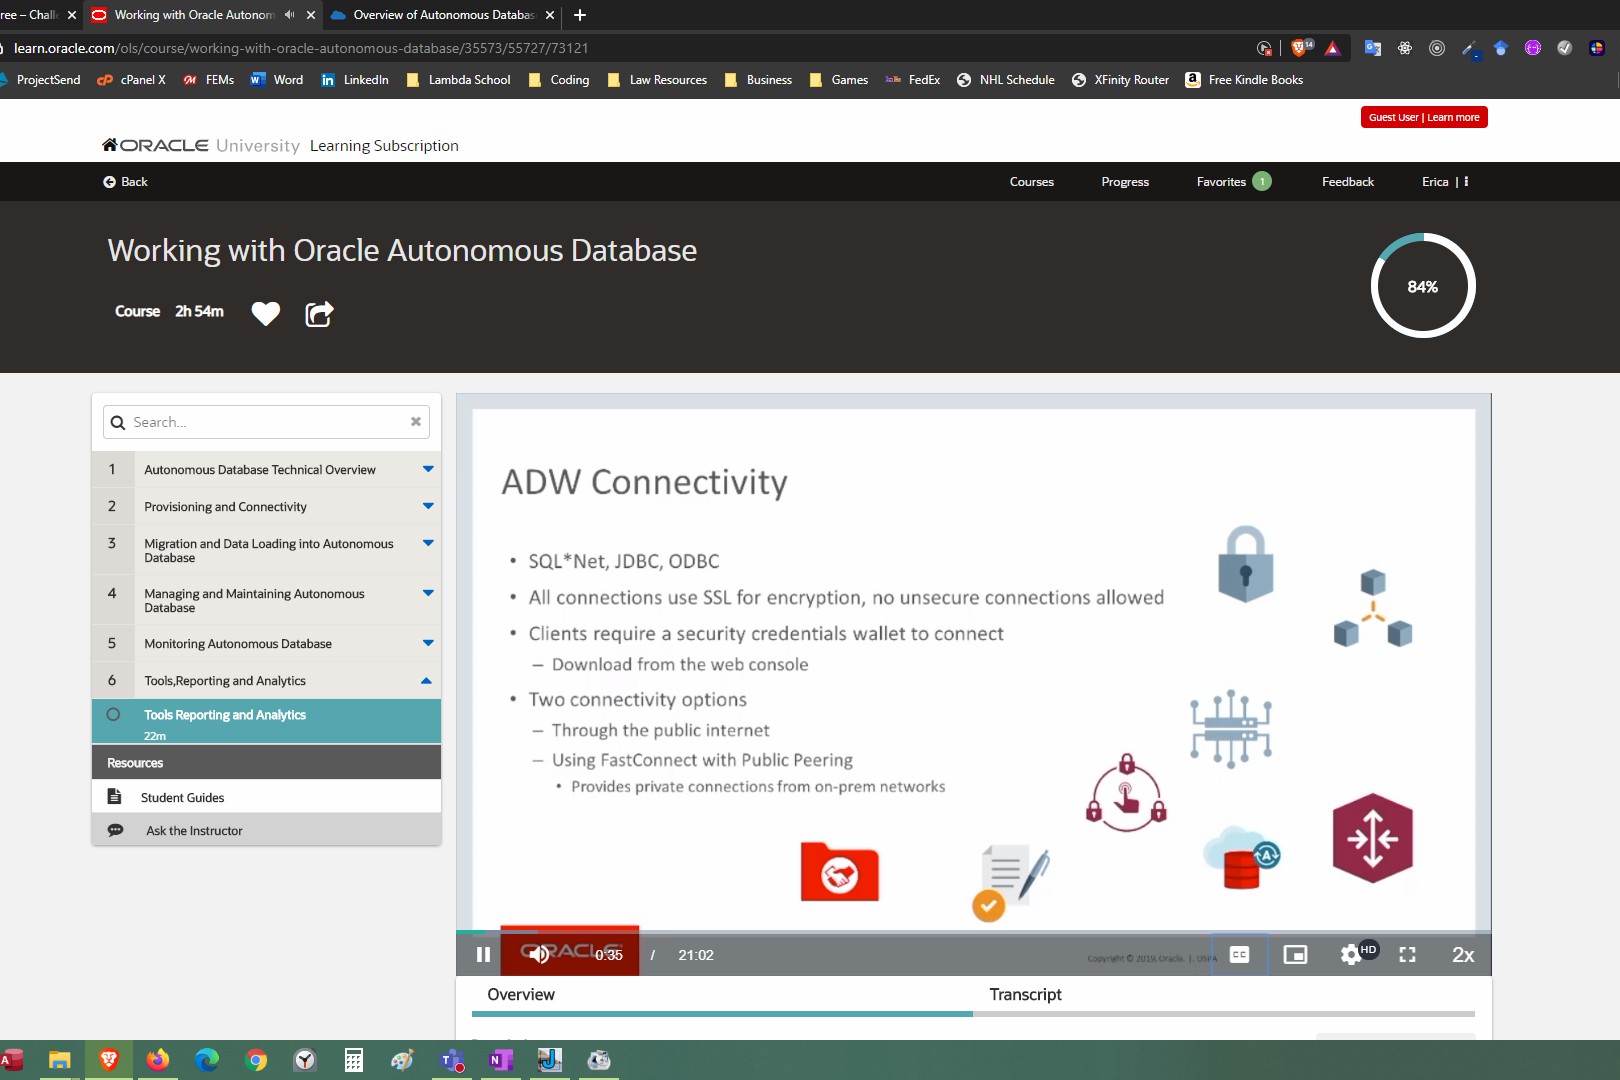 ree – Chall
Working with Oracle Autonom
Overview of Autonomous Databas
learn.oracle.com/ols/course/working-with-oracle-autonomous-database/35573/55727/73121
14
ProjectSend cPanel X FEMs Word LinkedIn Lambda School Coding Law Resources Business Games FedEx NHL Schedule XFinity Router Free Kindle Books
Guest User | Learn more
ORACLE University Learning Subscription
Back Courses Progress Favorites 1 Feedback Erica |
Working with Oracle Autonomous Database
Course 2h 54m
84%
Search...
1 Autonomous Database Technical Overview
2 Provisioning and Connectivity
3 Migration and Data Loading into Autonomous
Database
4 Managing and Maintaining Autonomous
Database
5 Monitoring Autonomous Database
6 Tools,Reporting and Analytics
Tools Reporting and Analytics
22m
Resources
Student Guides
Ask the Instructor
ADW Connectivity
• SQL*Net, JDBC, ODBC
• All connections use SSL for encryption, no unsecure connections allowed
• Clients require a security credentials wallet to connect
– Download from the web console
• Two connectivity options
– Through the public internet
– Using FastConnect with Public Peering
• Provides private connections from on-prem networks
A
ORACLE
0:35 / 21:02
Copyright © 2019, Oracle. |
CC
HD
2x
Overview Transcript